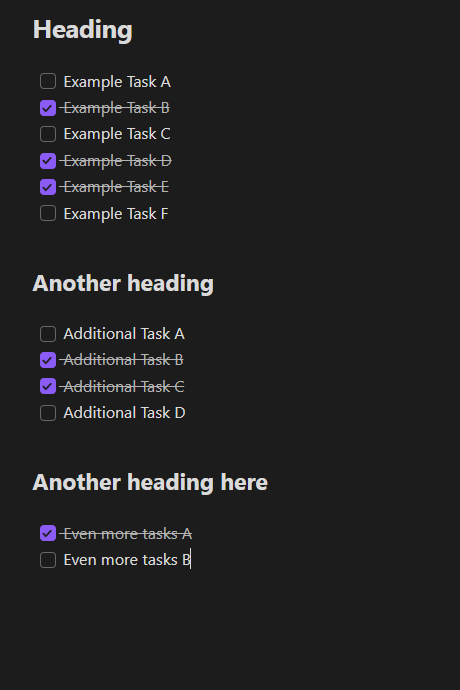 Heading
Example Task A
Example Task B
Example Task C
Example Task D
Example Task E
Example Task F
Another heading
Additional Task A
Additional Task B
Additional Task C
Additional Task D
Another heading here
Even more tasks A
Even more tasks B